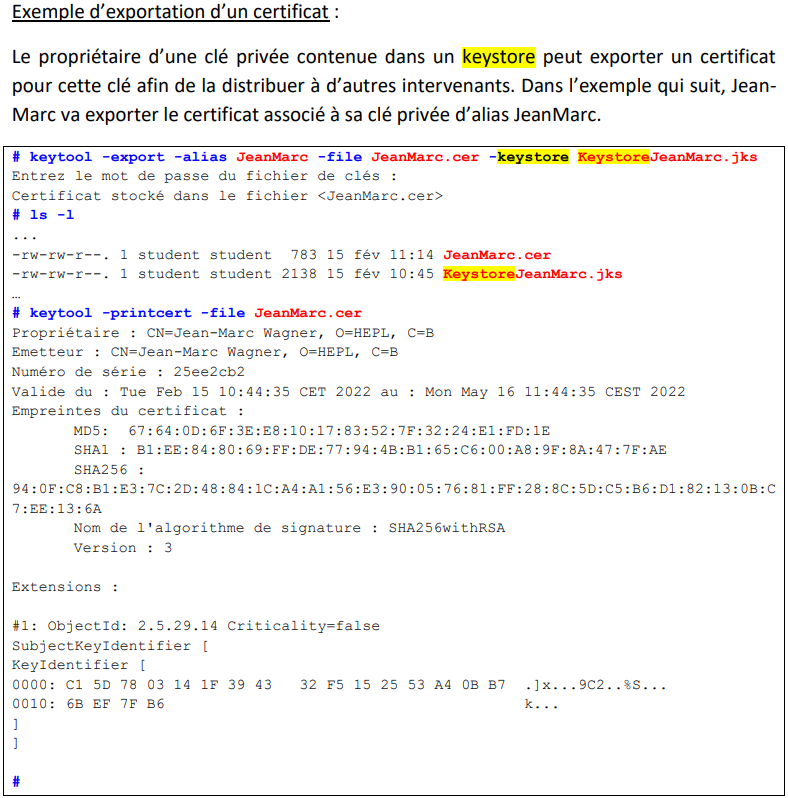 Exemple d’exportation d’un certificat :
Le propriétaire d’une clé privée contenue dans un keystore peut exporter un certificat
pour cette clé afin de la distribuer à d’autres intervenants. Dans l’exemple qui suit, Jean-
Marc va exporter le certificat associé à sa clé privée d’alias JeanMarc.
# keytool -export -alias JeanMarc -file JeanMarc.cer -keystore KeystoreJeanMarc.jks
Entrez le mot de passe du fichier de clés :
Certificat stocké dans le fichier <JeanMarc.cer>
# ls -l
...
-rw-rw-r--. 1 student student  783 15 fév 11:14 JeanMarc.cer
-rw-rw-r--. 1 student student 2138 15 fév 10:45 KeystoreJeanMarc.jks
…
# keytool -printcert -file JeanMarc.cer
Propriétaire : CN=Jean-Marc Wagner, O=HEPL, C=B
Emetteur : CN=Jean-Marc Wagner, O=HEPL, C=B
Numéro de série : 25ee2cb2
Valide du : Tue Feb 15 10:44:35 CET 2022 au : Mon May 16 11:44:35 CEST 2022
Empreintes du certificat :
MD5:  67:64:0D:6F:3E:E8:10:17:83:52:7F:32:24:E1:FD:1E
SHA1 : B1:EE:84:80:69:FF:DE:77:94:4B:B1:65:C6:00:A8:9F:8A:47:7F:AE
SHA256 :
94:0F:C8:B1:E3:7C:2D:48:84:1C:A4:A1:56:E3:90:05:76:81:FF:28:8C:5D:C5:B6:D1:82:13:0B:C
7:EE:13:6A
Nom de l'algorithme de signature : SHA256withRSA
Version : 3
Extensions :
#1: ObjectId: 2.5.29.14 Criticality=false
SubjectKeyIdentifier [
KeyIdentifier [
0000: C1 5D 78 03 14 1F 39 43   32 F5 15 25 53 A4 0B B7  .]x...9C2..%S...
0010: 6B EF 7F B6                                        k...
]
]
#